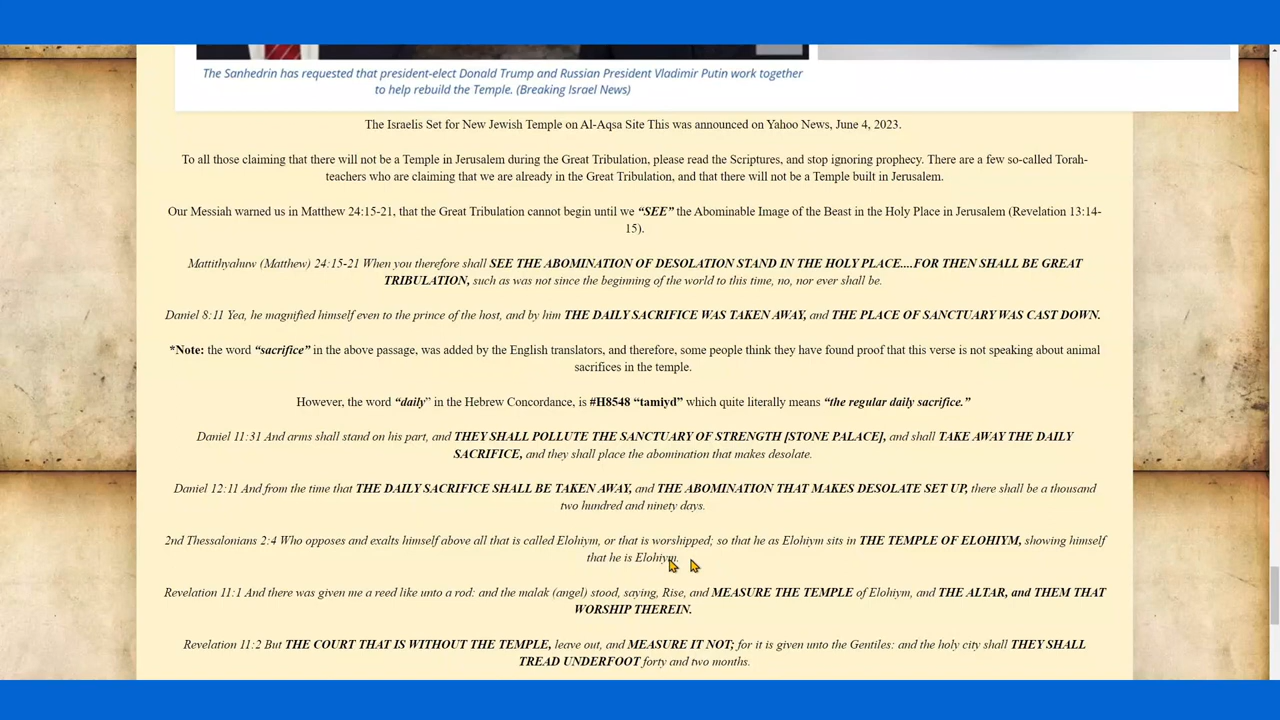 The Sanhedrin has requested that president-elect Donald Trump and Russian President Vladimir Putin work together
to help rebuild the Temple. (Breaking Israel News)
The Israelis Set for New Jewish Temple on Al-Aqsa Site This was announced on Yahoo News, June 4, 2023.
To all those claiming that there will not be a Temple in Jerusalem during the Great Tribulation, please read the Scriptures, and stop ignoring prophecy. There are a few so-called Torah-
teachers who are claiming that we are already in the Great Tribulation, and that there will not be a Temple built in Jerusalem.
Our Messiah warned us in Matthew 24:15-21, that the Great Tribulation cannot begin until we “SEE” the Abominable Image of the Beast in the Holy Place in Jerusalem (Revelation 13:14-
15).
Mattithyahuw (Matthew) 24:15-21 When you therefore shall SEE THE ABOMINATION OF DESOLATION STAND IN THE HOLY PLACE....FOR THEN SHALL BE GREAT
TRIBULATION, such as was not since the beginning of the world to this time, no, nor ever shall be.
Daniel 8:11 Yea, he magnified himself even to the prince of the host, and by him THE DAILY SACRIFICE WAS TAKEN AWAY, and THE PLACE OF SANCTUARY WAS CAST DOWN.
*Note: the word “sacrifice” in the above passage, was added by the English translators, and therefore, some people think they have found proof that this verse is not speaking about animal
sacrifices in the temple.
However, the word “daily” in the Hebrew Concordance, is #H8548 “tamiyd” which quite literally means “the regular daily sacrifice.”
Daniel 11:31 And arms shall stand on his part, and THEY SHALL POLLUTE THE SANCTUARY OF STRENGTH [STONE PALACE], and shall TAKE AWAY THE DAILY
SACRIFICE, and they shall place the abomination that makes desolate.
Daniel 12:11 And from the time that THE DAILY SACRIFICE SHALL BE TAKEN AWAY, and THE ABOMINATION THAT MAKES DESOLATE SET UP, there shall be a thousand
two hundred and ninety days.
2nd Thessalonians 2:4 Who opposes and exalts himself above all that is called Elohiym, or that is worshipped; so that he as Elohiym sits in THE TEMPLE OF ELOHIYM, showing himself
that he is Elohiym.
Revelation 11:1 And there was given me a reed like unto a rod: and the malak (angel) stood, saying, Rise, and MEASURE THE TEMPLE of Elohiym, and THE ALTAR, and THEM THAT
WORSHIP THEREIN.
Revelation 11:2 But THE COURT THAT IS WITHOUT THE TEMPLE, leave out, and MEASURE IT NOT; for it is given unto the Gentiles: and the holy city shall THEY SHALL
TREAD UNDERFOOT forty and two months.